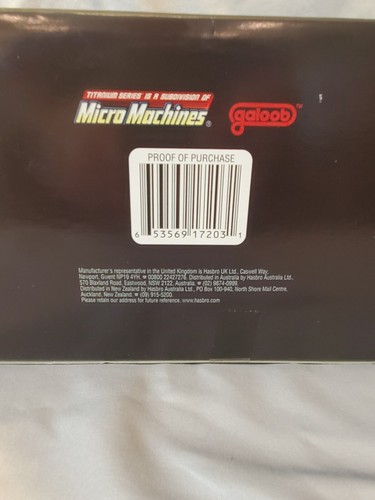 TITANIUM SERIES IS A SUBDIVISION OF
Micro Machines®
galoob™
PROOF OF PURCHASE
6 53569 17203 1
Manufacturer's representative in the United Kingdom is Hasbro UK Ltd., Caswell Way,
Newport, Gwent NP19 4YH, ☎ 00800 22427276. Distributed in Australia by Hasbro Australia Ltd.,
570 Blaxland Road, Eastwood, NSW 2122, Australia. ☎ (02) 9874-0999.
Distributed in New Zealand by Hasbro Australia Ltd., PO Box 100-940, North Shore Mail Centre,
Auckland, New Zealand. ☎ (09) 915-5200.
Please retain our address for future reference. www.hasbro.com